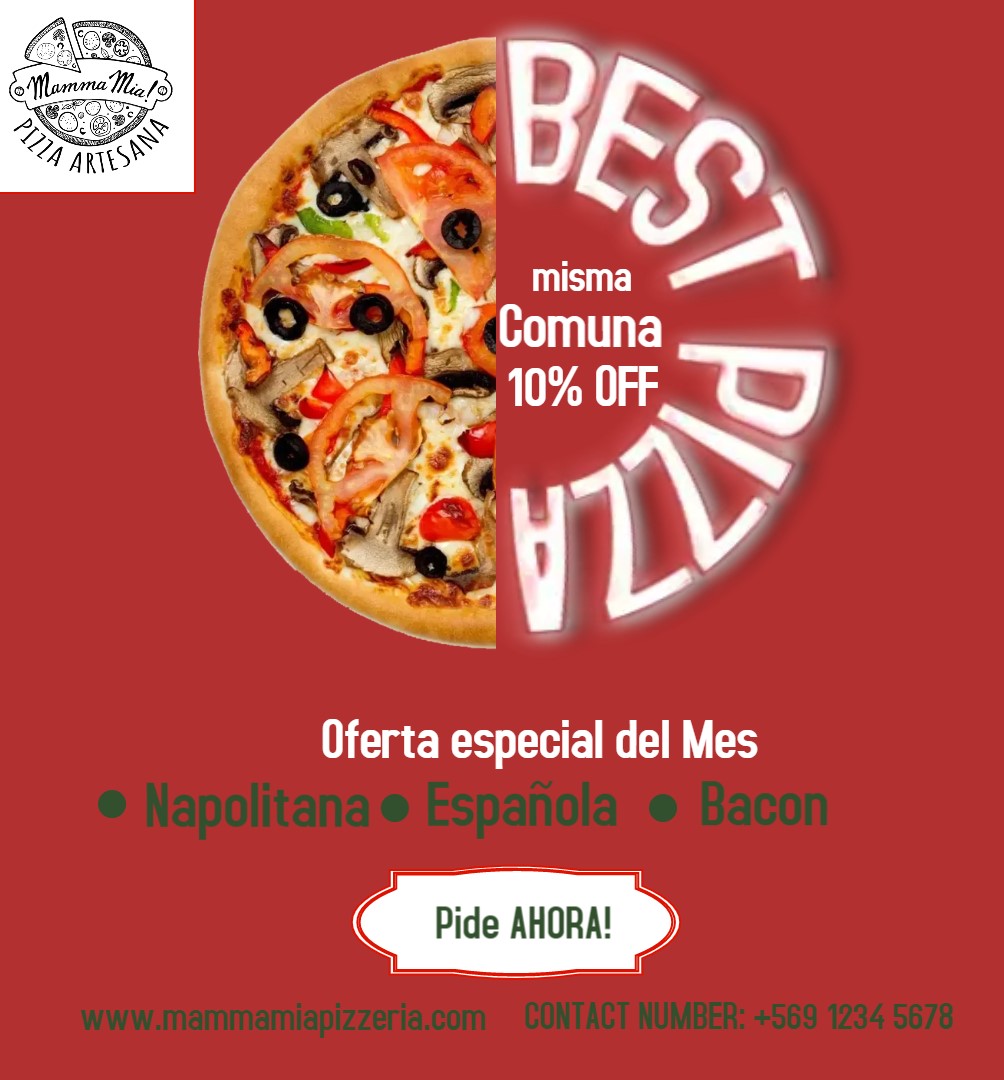 Mamma Mia!
PIZZA ARTESANA
BEST PIZZA
misma
Comuna
10% OFF
Oferta especial del Mes
• Napolitana • Española • Bacon
Pide AHORA!
www.mammamiapizzeria.com CONTACT NUMBER: +569 1234 5678